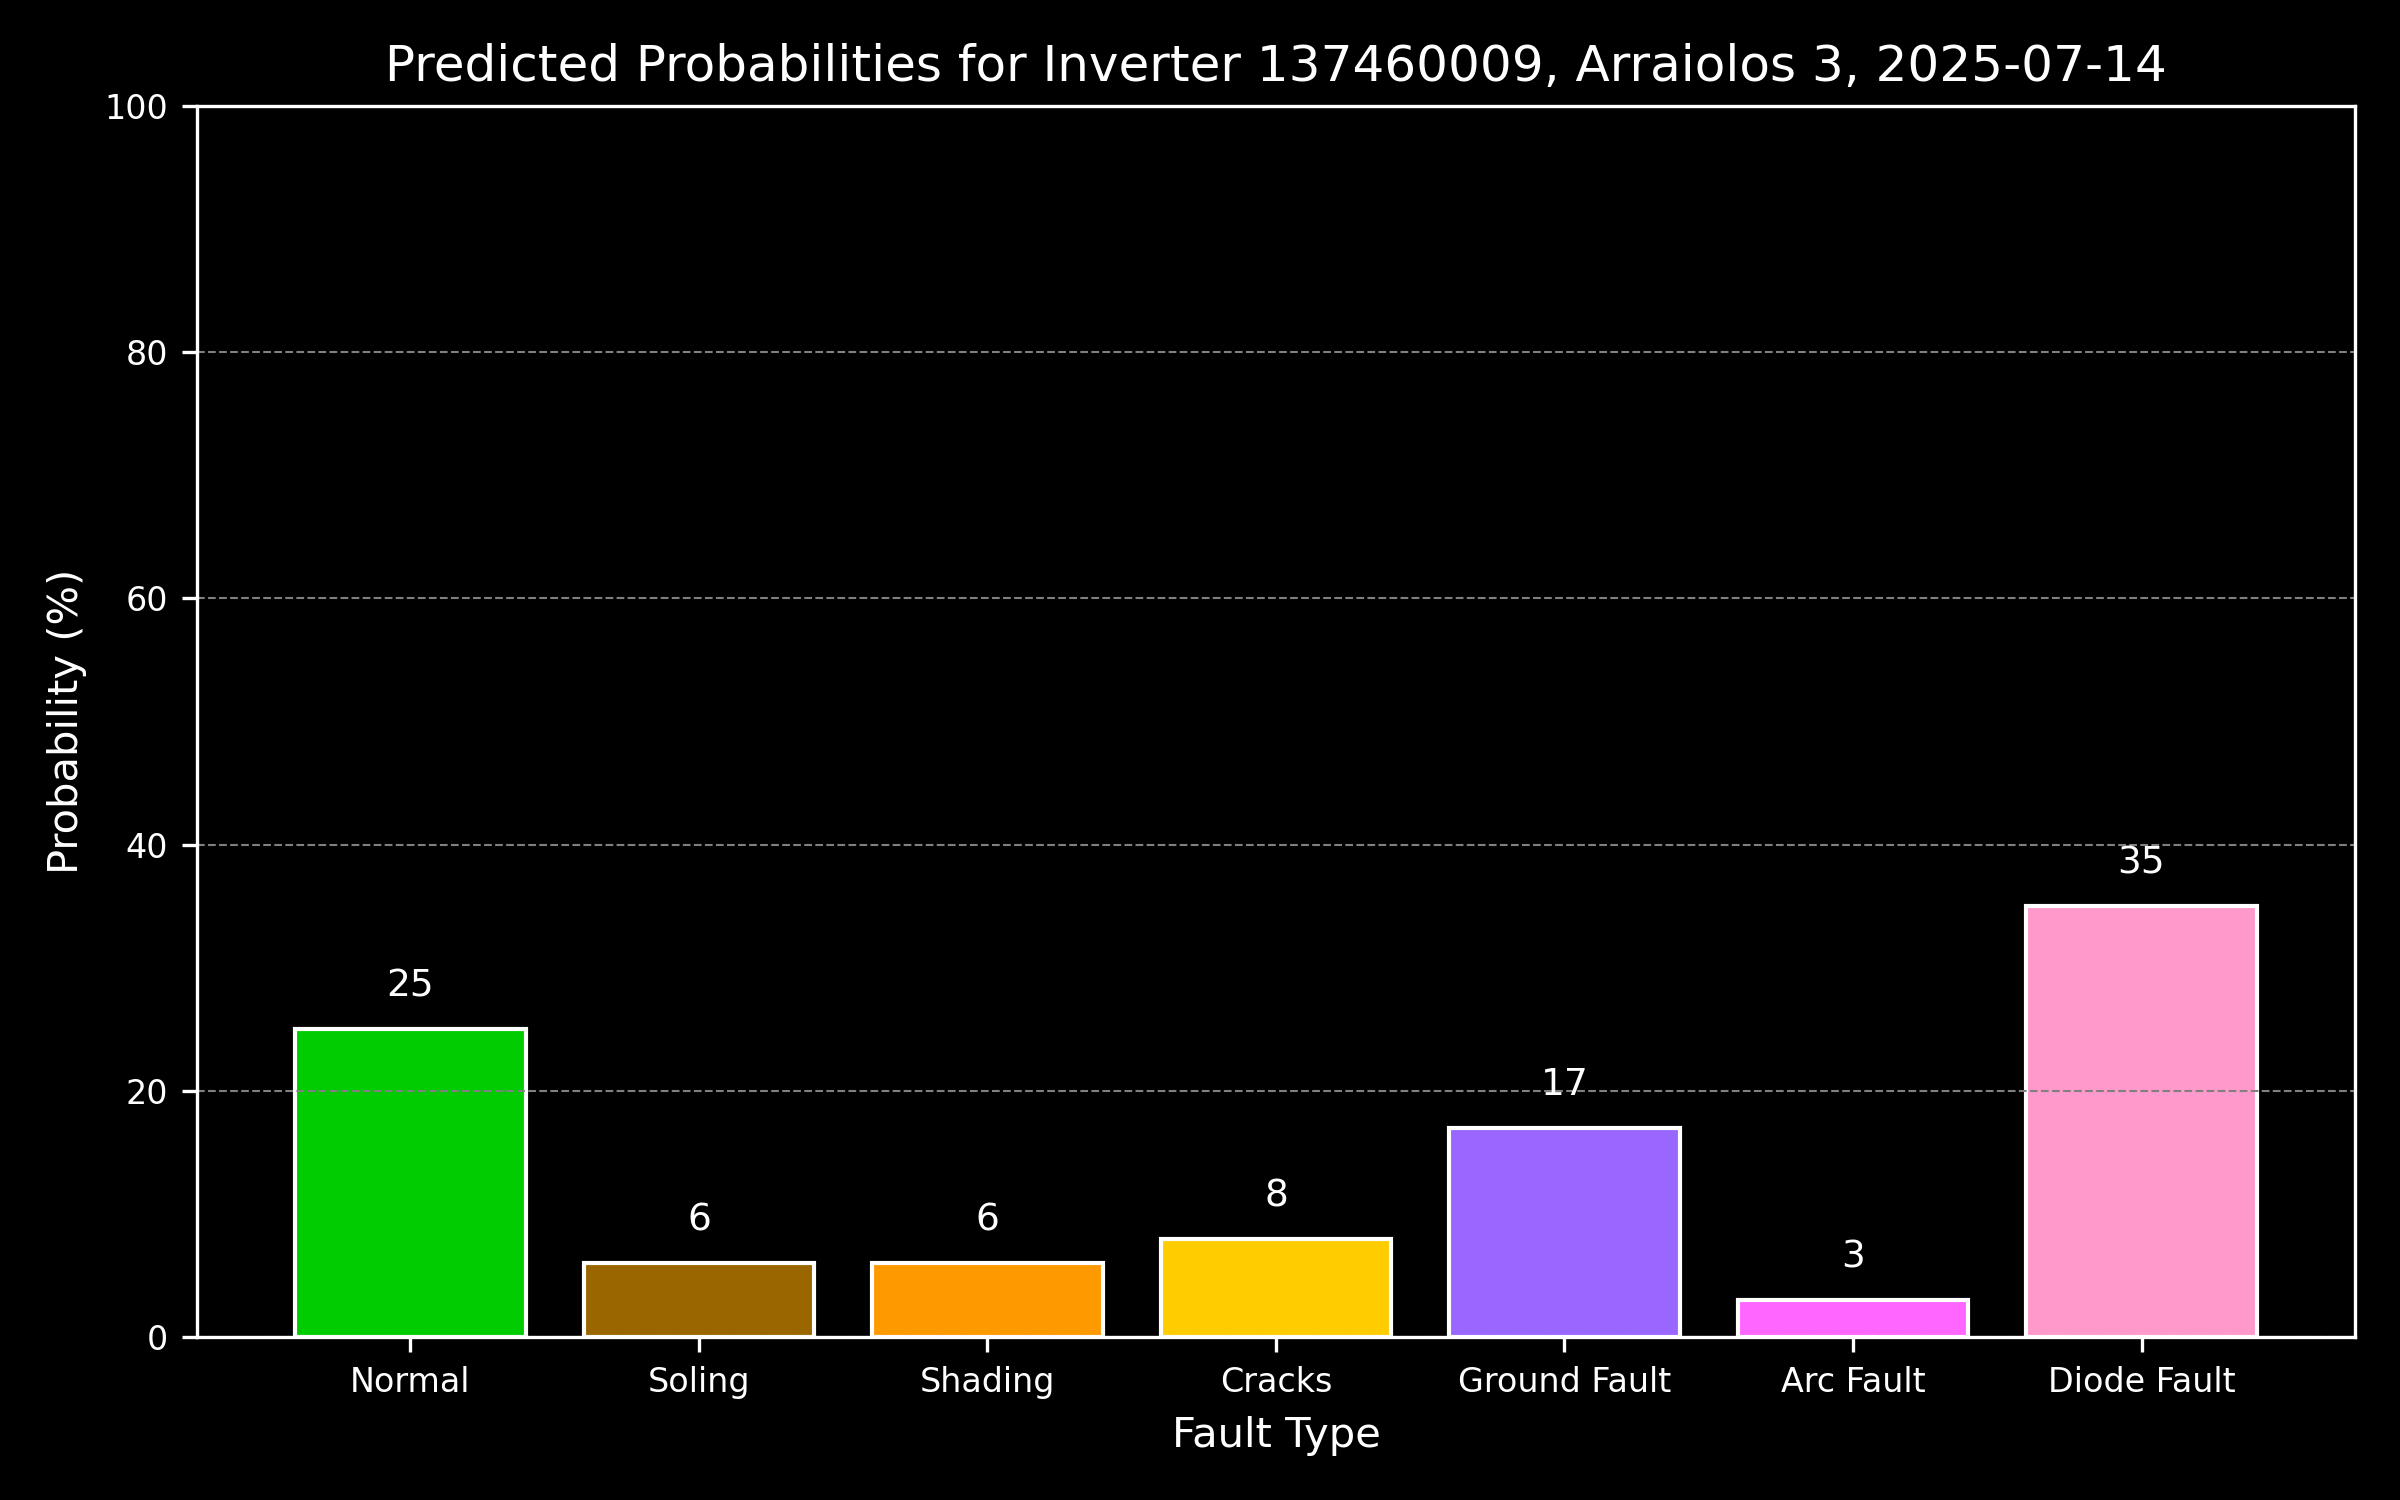 Predicted Probabilities for Inverter 137460009, Arraiolos 3, 2025-07-14
Probability (%)
100
80
60
40
20
0
25
6
6
8
17
3
35
Normal
Soling
Shading
Cracks
Ground Fault
Arc Fault
Diode Fault
Fault Type